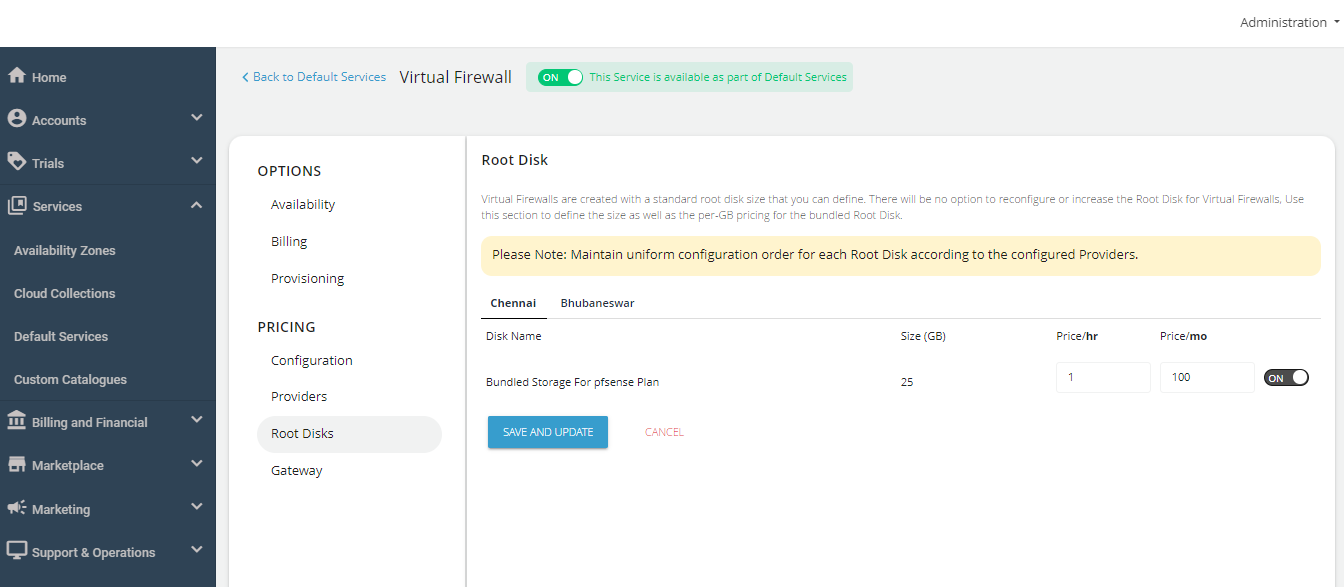 Administration
Home
Accounts
Trials
Services
Availability Zones
Cloud Collections
Default Services
Custom Catalogues
Billing and Financial
Marketplace
Marketing
Support & Operations
Back to Default Services
Virtual Firewall
ON
This Service is available as part of Default Services
OPTIONS
Availability
Billing
Provisioning
PRICING
Configuration
Providers
Root Disks
Gateway
Root Disk
Virtual Firewalls are created with a standard root disk size that you can define. There will be no option to reconfigure or increase the Root Disk for Virtual Firewalls, Use
this section to define the size as well as the per-GB pricing for the bundled Root Disk.
Please Note: Maintain uniform configuration order for each Root Disk according to the configured Providers.
Chennai Bhubaneswar
Disk Name Size (GB) Price/hr Price/mo
Bundled Storage For pfsense Plan 25 1 100 ON
SAVE AND UPDATE CANCEL